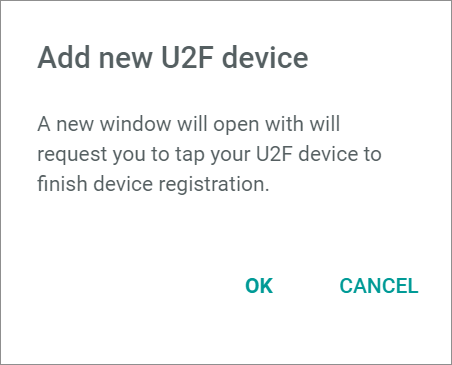 Add new U2F device
A new window will open with will
request you to tap your U2F device to
finish device registration.
OK CANCEL